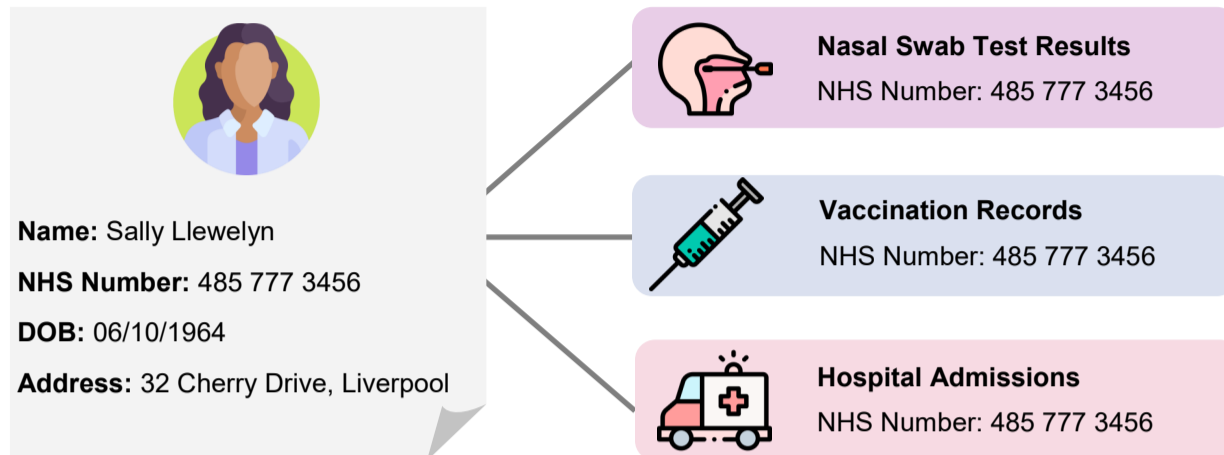 Name: Sally Llewelyn
NHS Number: 485 777 3456
DOB: 06/10/1964
Address: 32 Cherry Drive, Liverpool
Nasal Swab Test Results
NHS Number: 485 777 3456
Vaccination Records
NHS Number: 485 777 3456
Hospital Admissions
NHS Number: 485 777 3456